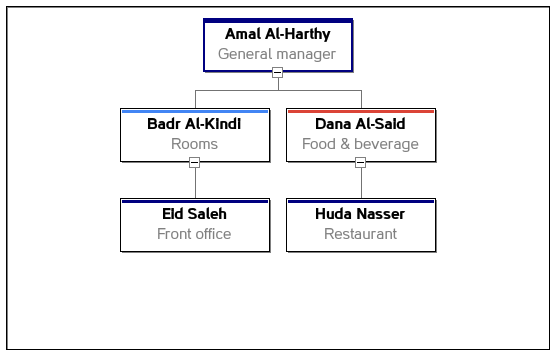 Amal Al-Harthy
General manager
Badr Al-Kindi
Rooms
Dana Al-Said
Food & beverage
Eid Saleh
Front office
Huda Nasser
Restaurant